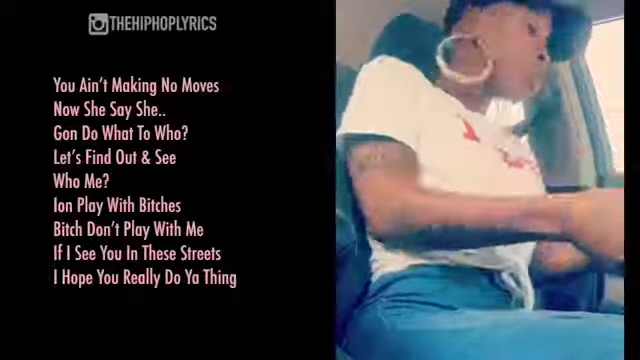 THEHIPHOPLYRICS
You Ain't Making No Moves
Now She Say She..
Gon Do What To Who?
Let's Find Out & See
Who Me?
Ion Play With Bitches
Bitch Don't Play With Me
If I See You In These Streets
I Hope You Really Do Ya Thing